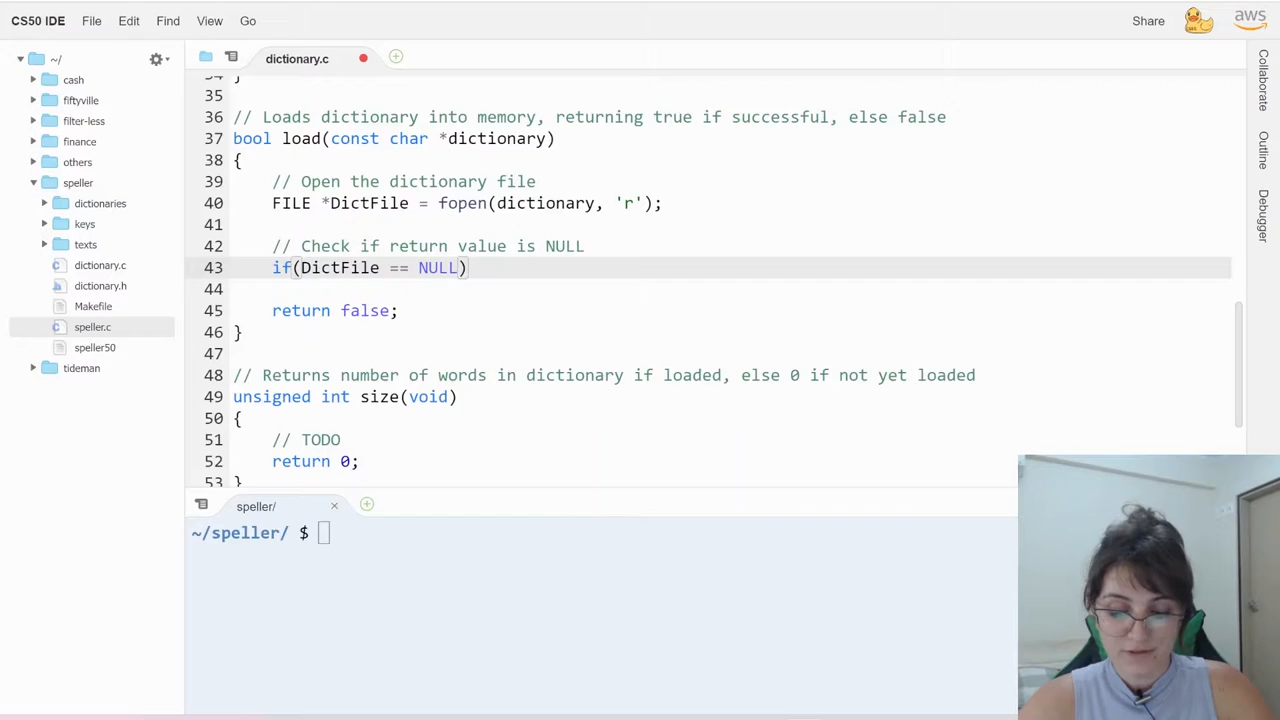 CS50 IDE File Edit Find View Go Share aws
~/
dictionary.c
cash
fiftyville
filter-less
finance
others
speller
dictionaries
keys
texts
dictionary.c
dictionary.h
Makefile
speller.c
speller50
tideman
34 }
35
36 // Loads dictionary into memory, returning true if successful, else false
37 bool load(const char *dictionary)
38 {
39 // Open the dictionary file
40 FILE *DictFile = fopen(dictionary, 'r');
41
42 // Check if return value is NULL
43 if(DictFile == NULL)
44
45 return false;
46 }
47
48 // Returns number of words in dictionary if loaded, else 0 if not yet loaded
49 unsigned int size(void)
50 {
51 // TODO
52 return 0;
53 }
speller/
~/speller/ $
Collaborate
Outline
Debugger